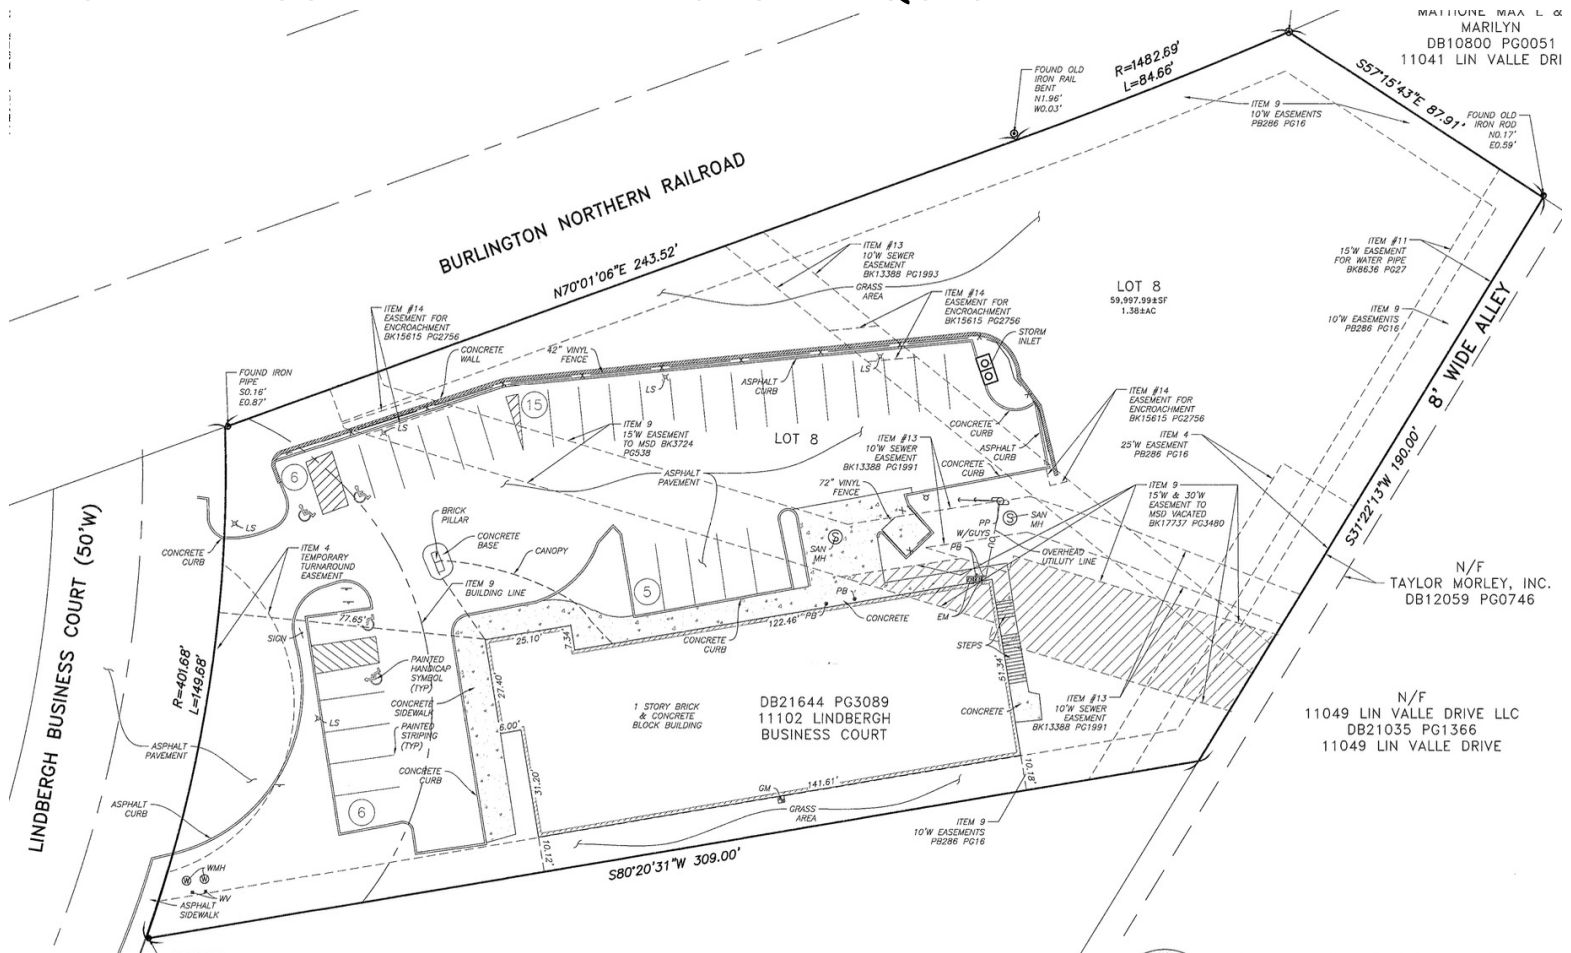 MATTIONE MAX E &
MARILYN
DB10800 PG0051
11041 LIN VALLE DRI
R=1482.69'
L=84.66'
S57°15'43"E 87.91'
FOUND OLD
IRON RAIL
BENT
N1.96'
W0.03'
ITEM 9
10'W EASEMENTS
PB286 PG16
FOUND OLD
IRON ROD
N0.17'
E0.59'
BURLINGTON NORTHERN RAILROAD
N70°01'06"E 243.52'
ITEM #13
10'W SEWER
EASEMENT
BK13388 PG1993
GRASS
AREA
ITEM #14
EASEMENT FOR
ENCROACHMENT
BK15615 PG2756
STORM
INLET
LOT 8
59,997.99±SF
1.38±AC
ITEM #11
15'W EASEMENT
FOR WATER PIPE
BK8636 PG27
ITEM 9
10'W EASEMENTS
PB286 PG16
8' WIDE ALLEY
ITEM #14
EASEMENT FOR
ENCROACHMENT
BK15615 PG2756
CONCRETE
WALL
42" VINYL
FENCE
FOUND IRON
PIPE
S0.16'
E0.87'
LS
LS
LS
ASPHALT
CURB
15
ITEM 9
15'W EASEMENT
TO MSD BK3724
PG538
LOT 8
ITEM #13
10'W SEWER
EASEMENT
BK13388 PG1991
CONCRETE
CURB
ASPHALT
CURB
CONCRETE
CURB
ITEM #14
EASEMENT FOR
ENCROACHMENT
BK15615 PG2756
ITEM 4
25'W EASEMENT
PB286 PG16
S31°22'13"W 190.00'
6
ASPHALT
PAVEMENT
72" VINYL
FENCE
ITEM 9
15'W & 30'W
EASEMENT TO
MSD VACATED
BK17737 PG3480
LINDBERGH BUSINESS COURT (50'W)
LS
CONCRETE
CURB
BRICK
PILLAR
CONCRETE
BASE
CANOPY
S
SAN
MH
PP
W/GUYS
S
SAN
MH
OU
PB
OVERHEAD
UTILITY LINE
ITEM 4
TEMPORARY
TURNAROUND
EASEMENT
ITEM 9
BUILDING LINE
5
N/F
TAYLOR MORLEY, INC.
DB12059 PG0746
77.65'
SIGN
25.10'
7.34'
CONCRETE
CURB
122.46'
PB
PB
CONCRETE
EM
STEPS
51.34'
R=401.68'
L=149.68'
PAINTED
HANDICAP
SYMBOL
(TYP)
CONCRETE
SIDEWALK
27.40'
LS
PAINTED
STRIPING
(TYP)
6.00'
1 STORY BRICK
& CONCRETE
BLOCK BUILDING
DB21644 PG3089
11102 LINDBERGH
BUSINESS COURT
CONCRETE
ITEM #13
10'W SEWER
EASEMENT
BK13388 PG1991
N/F
11049 LIN VALLE DRIVE LLC
DB21035 PG1366
11049 LIN VALLE DRIVE
ASPHALT
PAVEMENT
CONCRETE
CURB
31.20'
141.61'
10.18'
GM
GRASS
AREA
ASPHALT
CURB
6
ITEM 9
10'W EASEMENTS
PB286 PG16
10.12'
S80°20'31"W 309.00'
W
W
WMH
WV
ASPHALT
SIDEWALK